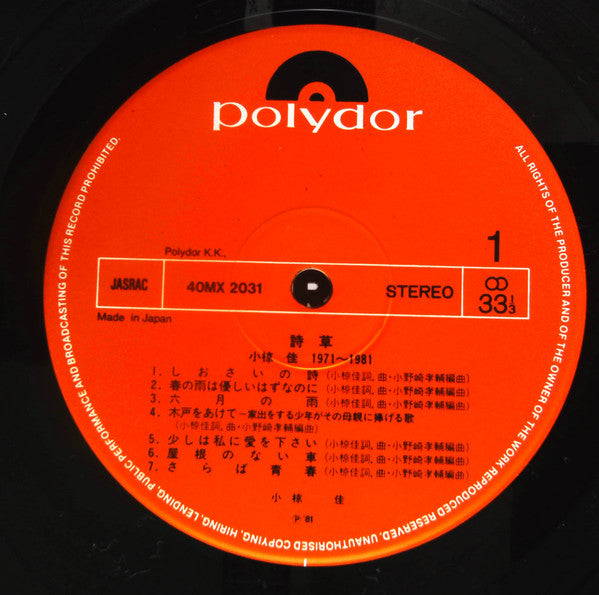 polydor
ALL RIGHTS OF THE PRODUCER AND OF THE OWNER OF THE WORK REPRODUCED RESERVED. UNAUTHORISED COPYING, HIRING, LENDING, PUBLIC PERFORMANCE AND BROADCASTING OF THIS RECORD PROHIBITED.
1
Polydor K.K.,
JASRAC
40MX 2031
STEREO
33 1/3
Made in Japan
詩草
小椋 佳 1971〜1981
1. しおさいの詩(小椋佳詞, 曲・小野崎孝輔編曲)
2. 春の雨は優しいはずなのに(小椋佳詞, 曲・小野崎孝輔編曲)
3. 六月の雨(小椋佳詞, 曲・小野崎孝輔編曲)
4. 木戸をあけて〜家出をする少年がその母親に捧げる歌
(小椋佳詞, 曲・小野崎孝輔編曲)
5. 少しは私に愛を下さい(小椋佳詞, 曲・小野崎孝輔編曲)
6. 屋根のない車(小椋佳詞, 曲・小野崎孝輔編曲)
7. さらば青春(小椋佳詞, 曲・小野崎孝輔編曲)
小椋 佳
℗ 81